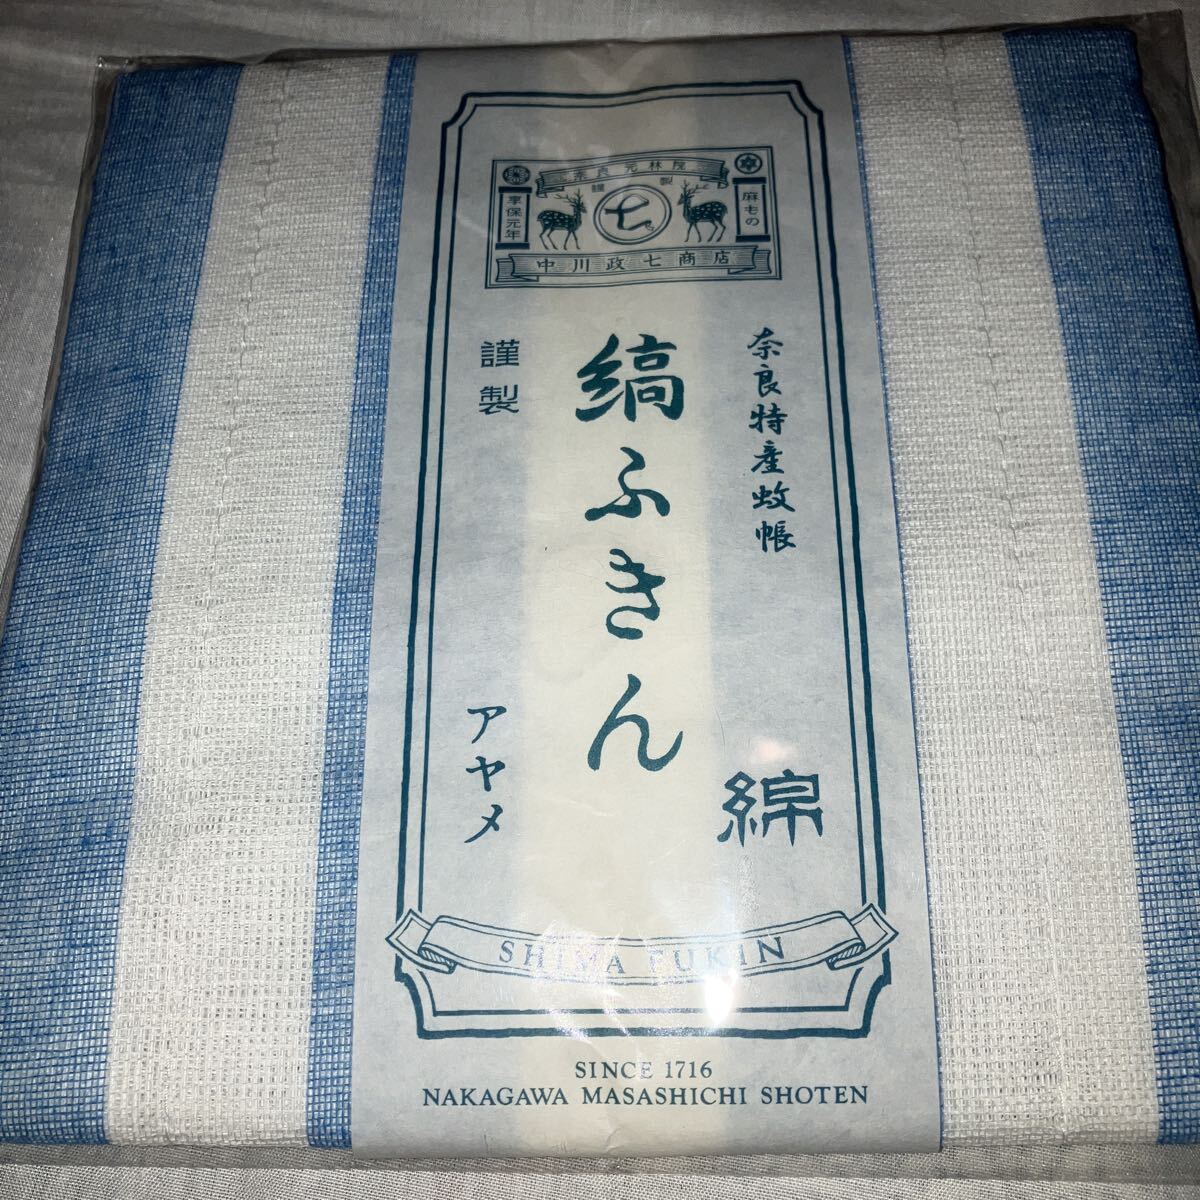 奈良元林院
謹製
享保元年
七
麻もの
中川政七商店
奈良特産蚊帳
縞ふきん
謹製
綿
アヤメ
SHIMA FUKIN
SINCE 1716
NAKAGAWA MASASHICHI SHOTEN